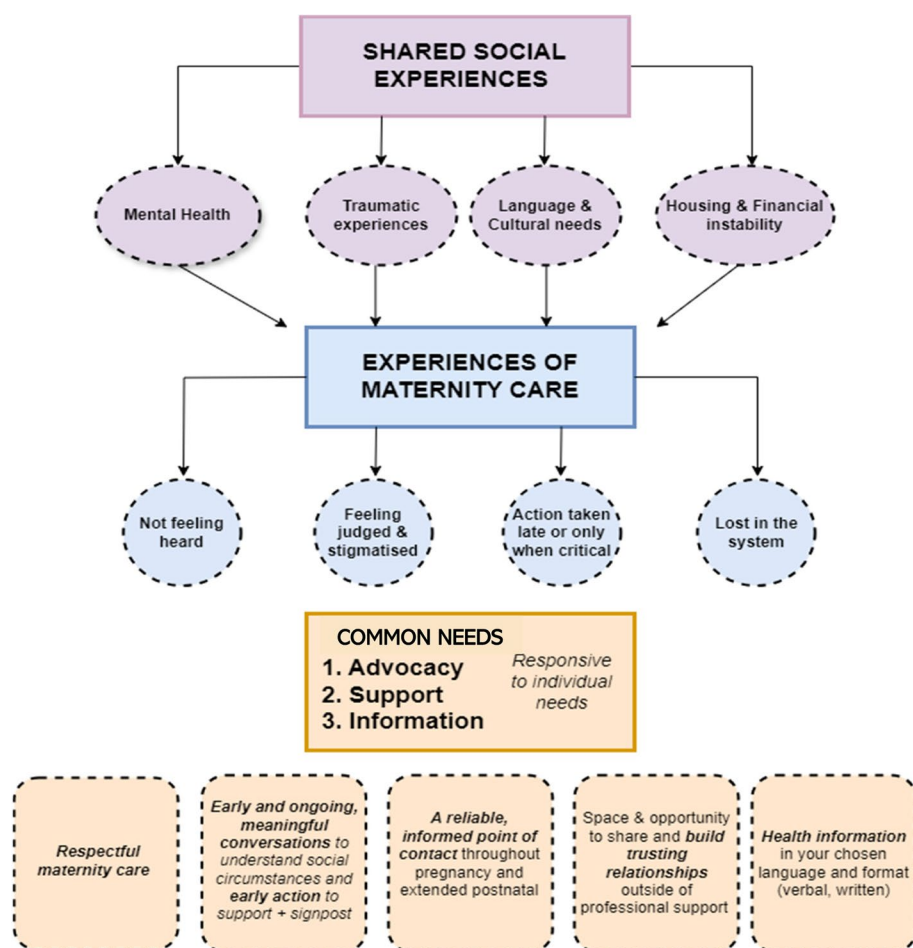 SHARED SOCIAL
EXPERIENCES
Mental Health
Traumatic
experiences
Language &
Cultural needs
Housing & Financial
instability
EXPERIENCES OF
MATERNITY CARE
Not feeling
heard
Feeling
judged &
stigmatised
Action taken
late or only
when critical
Lost in the
system
COMMON NEEDS
1. Advocacy
2. Support
3. Information
Responsive
to individual
needs
Respectful
maternity care
Early and ongoing,
meaningful
conversations to
understand social
circumstances and
early action to
support + signpost
A reliable,
informed point of
contact throughout
pregnancy and
extended postnatal
Space & opportunity
to share and build
trusting
relationships
outside of
professional support
Health information
in your chosen
language and format
(verbal, written)